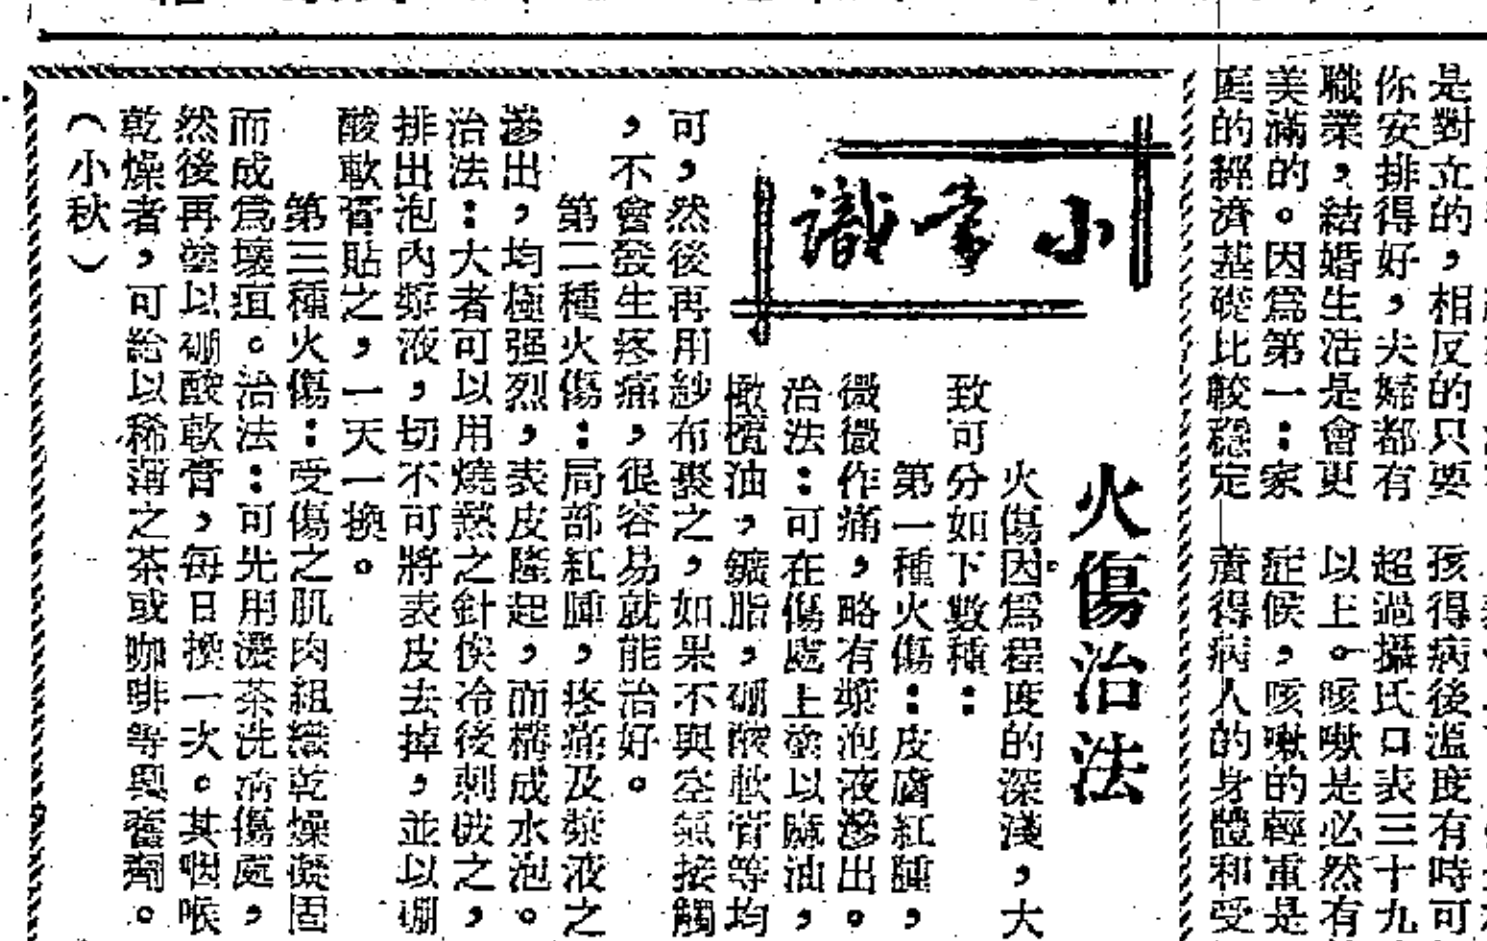 是對立的，相反的只要
你安排得好，夫婦都有
職業，結婚生活是會更
美滿的。因爲第一：家
庭的經濟基礎比較穩定
孩得病後溫度有時可
超過攝氏口表三十九
以上。咳嗽是必然有
症候，咳嗽的輕重是
着得病人的身體和受
小常識
火傷治法
火傷因爲程度的深淺，大
致可分如下數種：
第一種火傷：皮膚紅腫，
微微作痛，略有漿泡液滲出。
治法：可在傷處上塗以麻油，
橄欖油，鑛脂，硼酸軟膏等均
可，然後再用紗布裹之，如果不與空氣接觸
，不會發生疼痛，很容易就能治好。
第二種火傷：局部紅腫，疼痛及漿液之
滲出，均極强烈，表皮隆起，而構成水泡。
治法：大者可以用燒熱之針俟冷後刺破之，
排出泡內漿液，切不可將表皮去掉，並以硼
酸軟膏貼之，一天一換。
第三種火傷：受傷之肌肉組織乾燥凝固
而成爲壞疽。治法：可先用濃茶洗滌傷處，
然後再塗以硼酸軟膏，每日換一次。其咽喉
乾燥者，可給以稀薄之茶或咖啡等興奮劑。
（小秋）